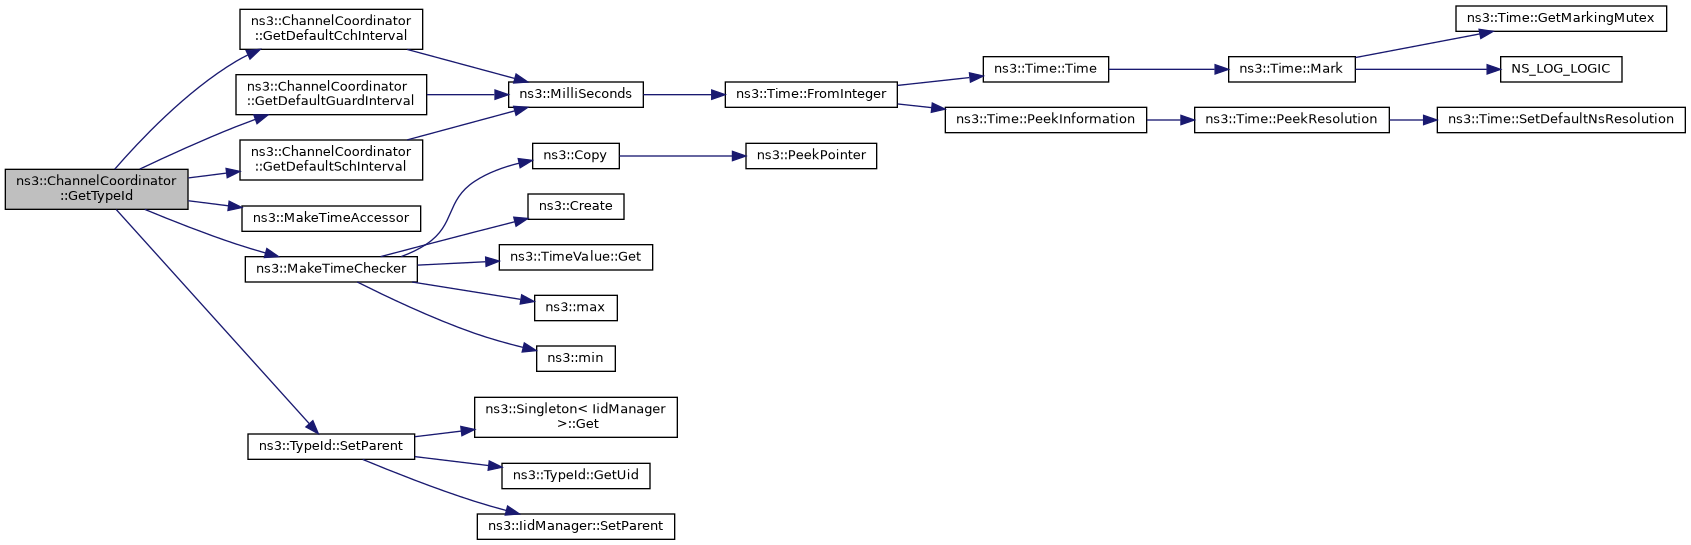 ns3::ChannelCoordinator
::GetTypeId
ns3::ChannelCoordinator
::GetDefaultCchInterval
ns3::ChannelCoordinator
::GetDefaultGuardInterval
ns3::ChannelCoordinator
::GetDefaultSchInterval
ns3::MakeTimeAccessor
ns3::MakeTimeChecker
ns3::TypeId::SetParent
ns3::MilliSeconds
ns3::Copy
ns3::Create
ns3::TimeValue::Get
ns3::max
ns3::min
ns3::Singleton< IidManager
>::Get
ns3::TypeId::GetUid
ns3::IidManager::SetParent
ns3::Time::FromInteger
ns3::PeekPointer
ns3::Time::Time
ns3::Time::PeekInformation
ns3::Time::Mark
ns3::Time::PeekResolution
ns3::Time::GetMarkingMutex
NS_LOG_LOGIC
ns3::Time::SetDefaultNsResolution